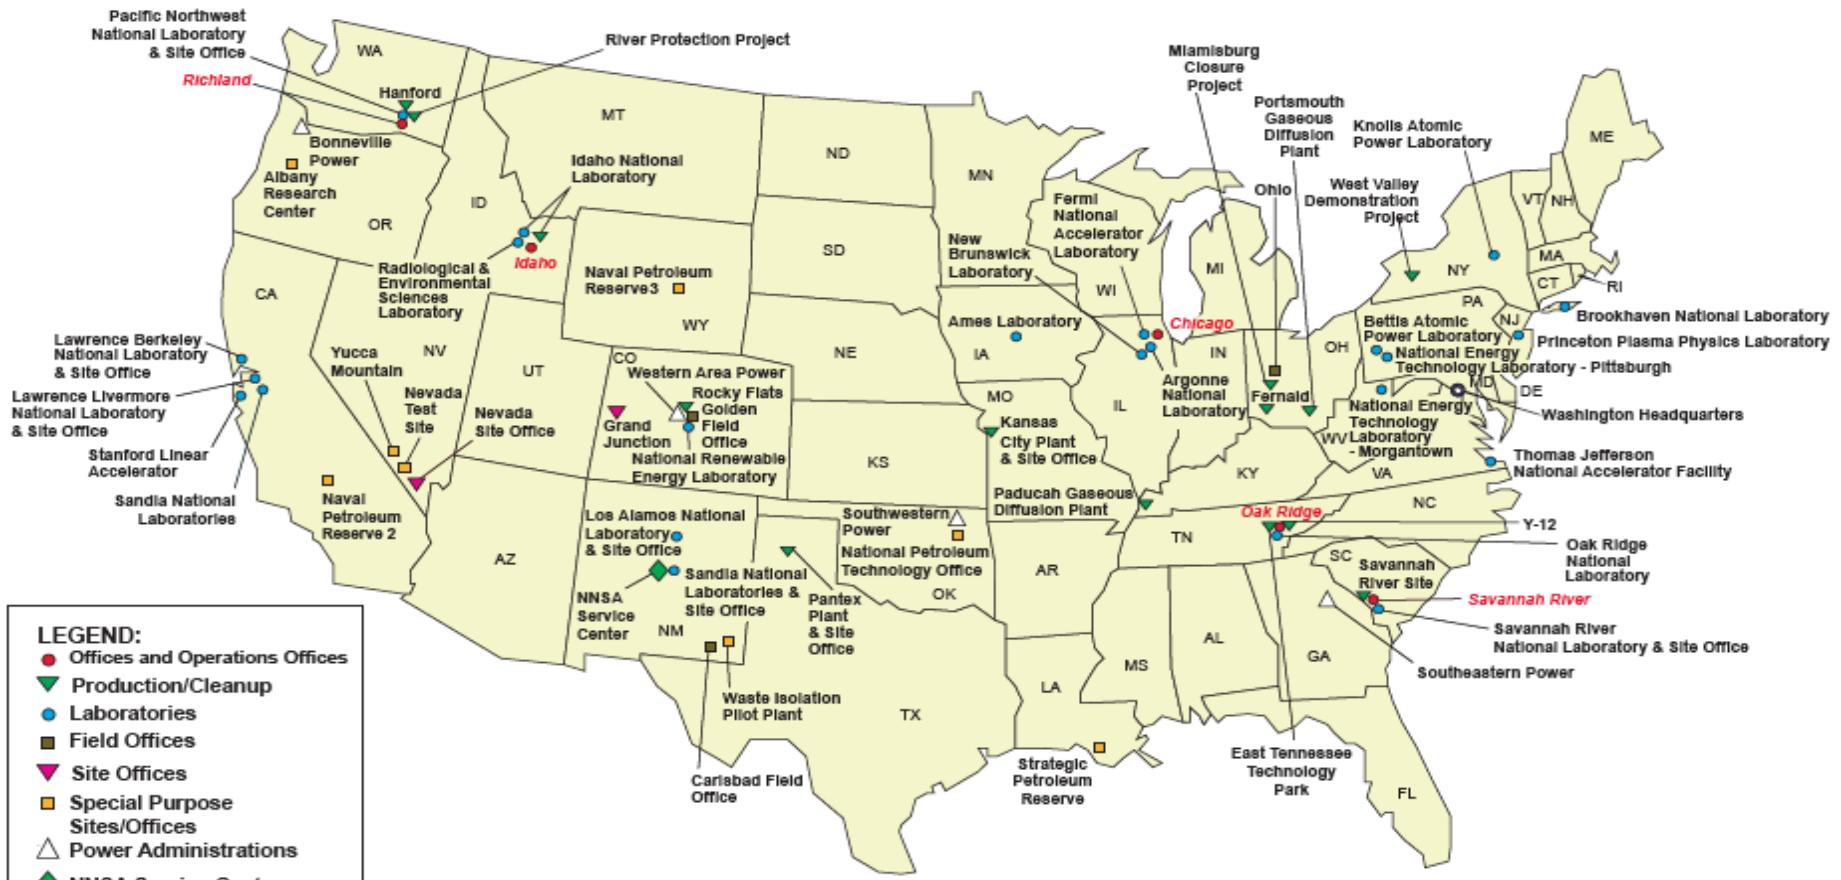 Pacific Northwest
National Laboratory
& Site Office
Richland
WA
Hanford
River Protection Project
Bonneville
Power
Albany
Research
Center
OR
ID
MT
Idaho National
Laboratory
Radiological &
Environmental
Sciences
Laboratory
Idaho
Naval Petroleum
Reserve3
WY
ND
SD
NE
KS
MN
New
Brunswick
Laboratory
Fermi
National
Accelerator
Laboratory
WI
MI
Miamisburg
Closure
Project
Portsmouth
Gaseous
Diffusion
Plant
Ohio
Knolls Atomic
Power Laboratory
West Valley
Demonstration
Project
ME
VT
NH
MA
CT
RI
NY
PA
NJ
Brookhaven National Laboratory
Princeton Plasma Physics Laboratory
Bettis Atomic
Power Laboratory
National Energy
Technology Laboratory - Pittsburgh
MD
DE
Washington Headquarters
National Energy
Technology
Laboratory
- Morgantown
WV
VA
Thomas Jefferson
National Accelerator Facility
OH
IN
IL
Chicago
Argonne
National
Laboratory
Fernald
Ames Laboratory
IA
MO
Kansas
City Plant
& Site Office
Paducah Gaseous
Diffusion Plant
KY
TN
Oak Ridge
NC
Y-12
Oak Ridge
National
Laboratory
SC
Savannah
River Site
Savannah River
Savannah River
National Laboratory & Site Office
Southeastern Power
GA
AL
MS
East Tennessee
Technology
Park
FL
CA
NV
UT
CO
Lawrence Berkeley
National Laboratory
& Site Office
Lawrence Livermore
National Laboratory
& Site Office
Stanford Linear
Accelerator
Sandia National
Laboratories
Yucca
Mountain
Nevada
Test
Site
Nevada
Site Office
Naval
Petroleum
Reserve 2
Western Area Power
Rocky Flats
Golden
Field
Office
Grand
Junction
National Renewable
Energy Laboratory
AZ
NM
Los Alamos National
Laboratory
& Site Office
NNSA
Service
Center
Sandia National
Laboratories &
Site Office
Waste Isolation
Pilot Plant
Carlsbad Field
Office
Pantex
Plant
& Site
Office
Southwestern
Power
National Petroleum
Technology Office
OK
TX
AR
LA
Strategic
Petroleum
Reserve
LEGEND:
Offices and Operations Offices
Production/Cleanup
Laboratories
Field Offices
Site Offices
Special Purpose
Sites/Offices
Power Administrations